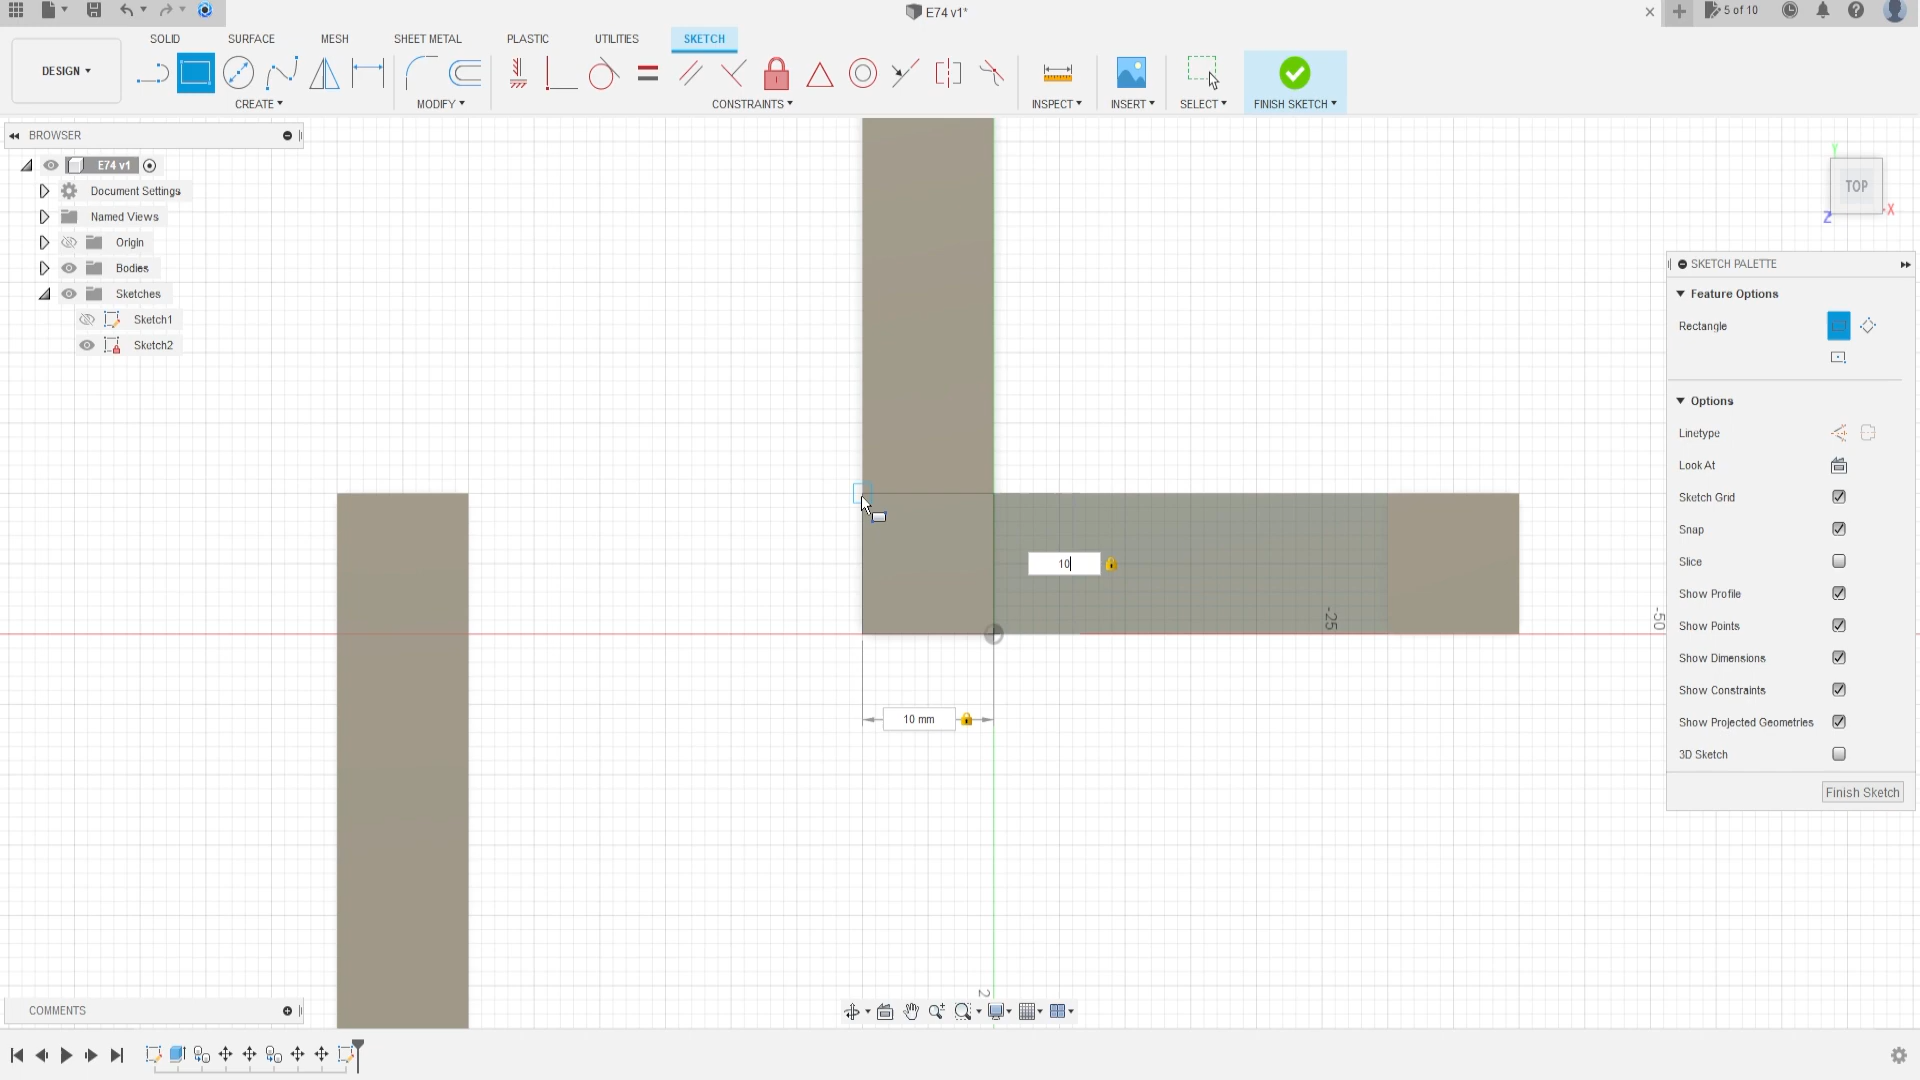 E74 v1*
5 of 10
SOLID
SURFACE
MESH
SHEET METAL
PLASTIC
UTILITIES
SKETCH
DESIGN
CREATE
MODIFY
CONSTRAINTS
INSPECT
INSERT
SELECT
FINISH SKETCH
BROWSER
E74 v1
Document Settings
Named Views
Origin
Bodies
Sketches
Sketch1
Sketch2
Y
TOP
X
Z
SKETCH PALETTE
Feature Options
Rectangle
Options
Linetype
Look At
Sketch Grid
Snap
Slice
Show Profile
Show Points
Show Dimensions
Show Constraints
Show Projected Geometries
3D Sketch
Finish Sketch
10
-25
-50
10 mm
2
COMMENTS